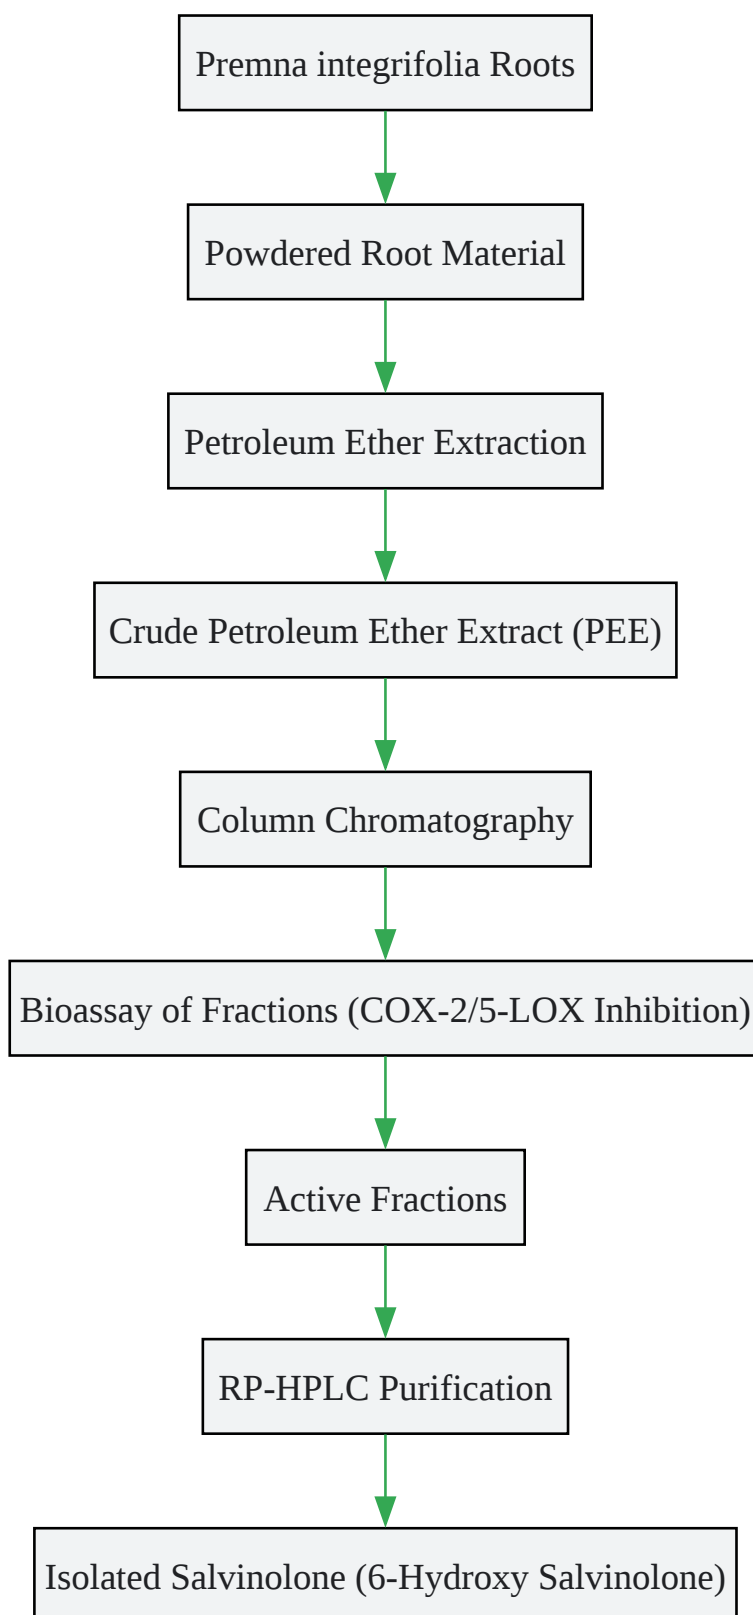 Premna integrifolia Roots
Powdered Root Material
Petroleum Ether Extraction
Crude Petroleum Ether Extract (PEE)
Column Chromatography
Bioassay of Fractions (COX-2/5-LOX Inhibition)
Active Fractions
RP-HPLC Purification
Isolated Salvinolone (6-Hydroxy Salvinolone)